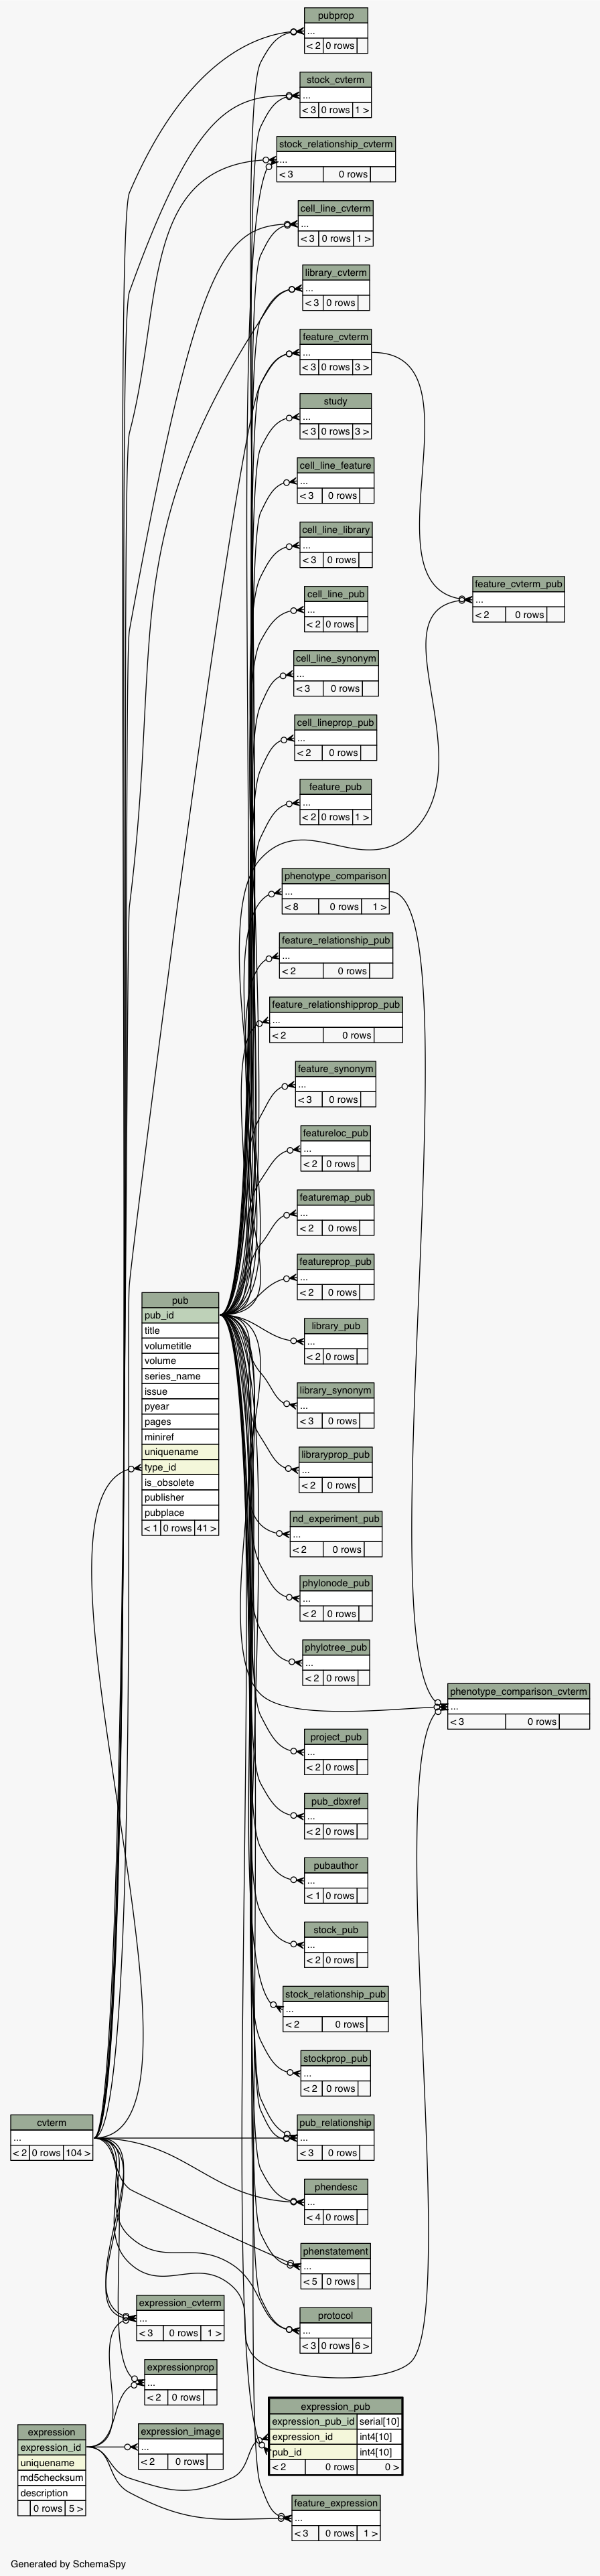 pubprop
...
< 2 0 rows
stock_cvterm
...
< 3 0 rows 1 >
stock_relationship_cvterm
...
< 3 0 rows
cell_line_cvterm
...
< 3 0 rows 1 >
library_cvterm
...
< 3 0 rows
feature_cvterm
...
< 3 0 rows 3 >
study
...
< 3 0 rows 3 >
cell_line_feature
...
< 3 0 rows
cell_line_library
...
< 3 0 rows
feature_cvterm_pub
...
< 2 0 rows
cell_line_pub
...
< 2 0 rows
cell_line_synonym
...
< 3 0 rows
cell_lineprop_pub
...
< 2 0 rows
feature_pub
...
< 2 0 rows 1 >
phenotype_comparison
...
< 8 0 rows 1 >
feature_relationship_pub
...
< 2 0 rows
feature_relationshipprop_pub
...
< 2 0 rows
feature_synonym
...
< 3 0 rows
featureloc_pub
...
< 2 0 rows
featuremap_pub
...
< 2 0 rows
featureprop_pub
...
< 2 0 rows
pub
pub_id
title
volumetitle
volume
series_name
issue
pyear
pages
miniref
uniquename
type_id
is_obsolete
publisher
pubplace
< 1 0 rows 41 >
library_pub
...
< 2 0 rows
library_synonym
...
< 3 0 rows
libraryprop_pub
...
< 2 0 rows
nd_experiment_pub
...
< 2 0 rows
phylonode_pub
...
< 2 0 rows
phylotree_pub
...
< 2 0 rows
phenotype_comparison_cvterm
...
< 3 0 rows
project_pub
...
< 2 0 rows
pub_dbxref
...
< 2 0 rows
pubauthor
...
< 1 0 rows
stock_pub
...
< 2 0 rows
stock_relationship_pub
...
< 2 0 rows
stockprop_pub
...
< 2 0 rows
cvterm
...
< 2 0 rows 104 >
pub_relationship
...
< 3 0 rows
phendesc
...
< 4 0 rows
phenstatement
...
< 5 0 rows
expression_cvterm
...
< 3 0 rows 1 >
protocol
...
< 3 0 rows 6 >
expressionprop
...
< 2 0 rows
expression
expression_id
uniquename
md5checksum
description
0 rows 5 >
expression_image
...
< 2 0 rows
expression_pub
expression_pub_id serial[10]
expression_id int4[10]
pub_id int4[10]
< 2 0 rows 0 >
feature_expression
...
< 3 0 rows 1 >
Generated by SchemaSpy